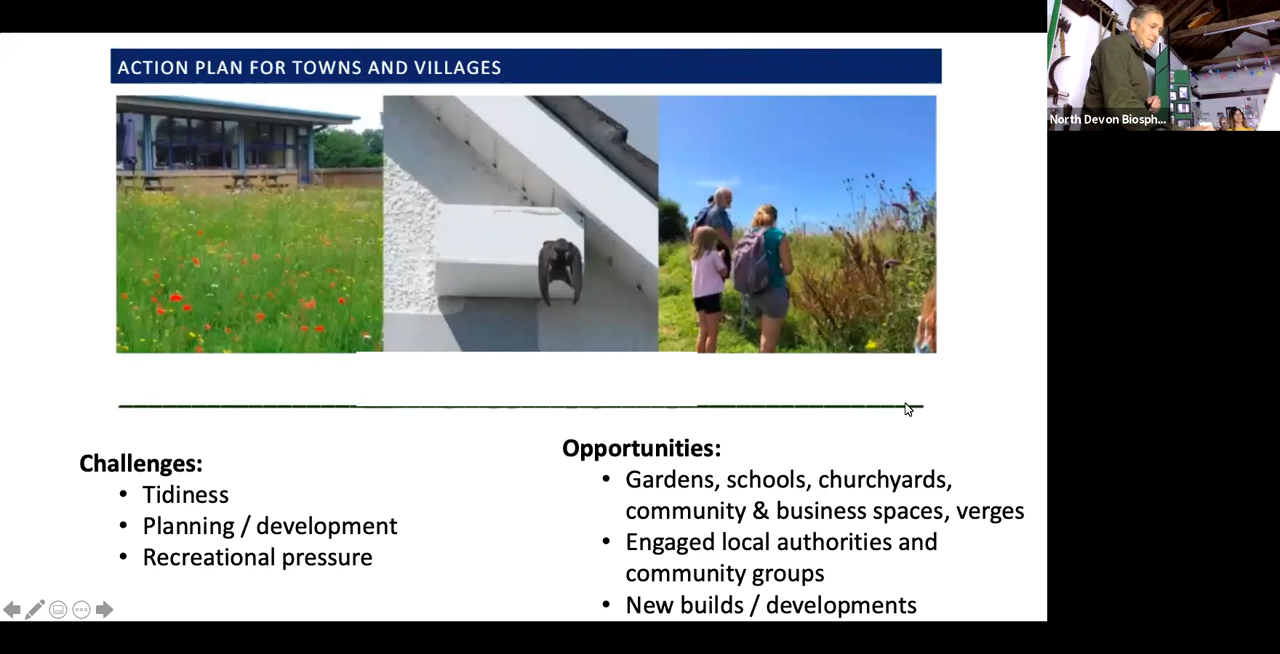 ACTION PLAN FOR TOWNS AND VILLAGES
North Devon Biosph...
Challenges:
• Tidiness
• Planning / development
• Recreational pressure
Opportunities:
• Gardens, schools, churchyards,
community & business spaces, verges
• Engaged local authorities and
community groups
• New builds / developments